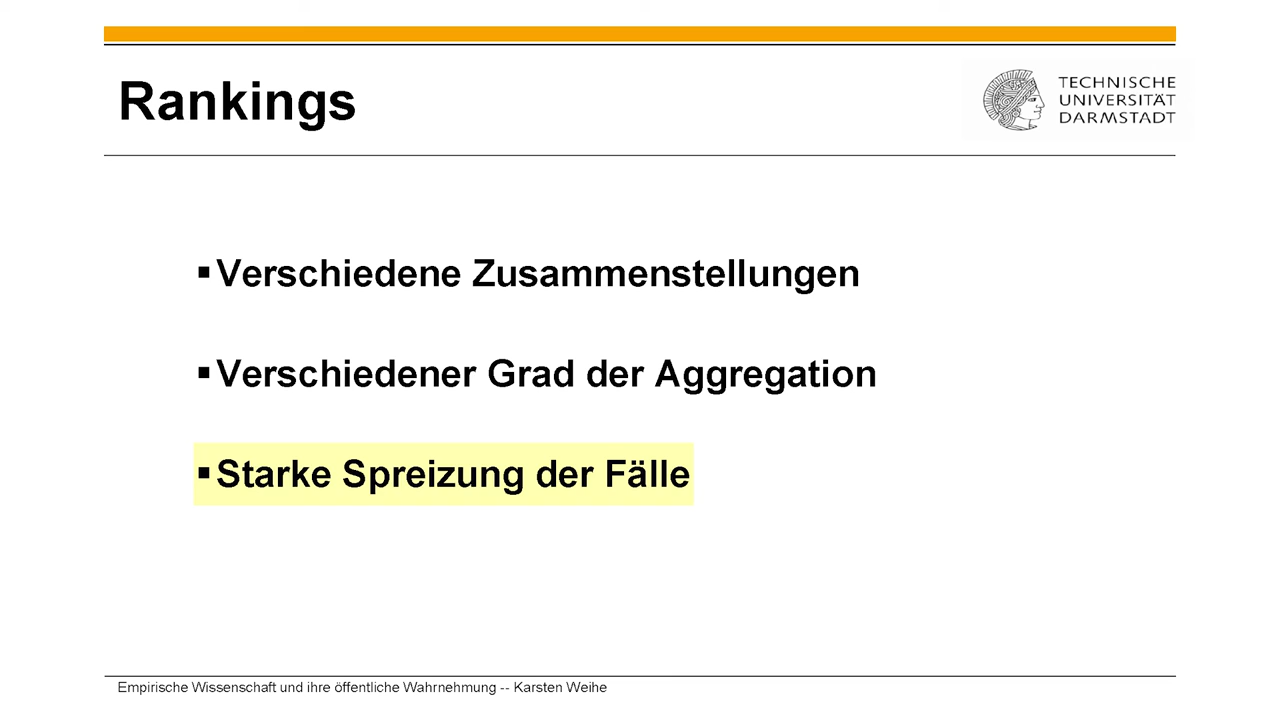 Rankings
TECHNISCHE
UNIVERSITÄT
DARMSTADT
▪ Verschiedene Zusammenstellungen
▪ Verschiedener Grad der Aggregation
▪ Starke Spreizung der Fälle
Empirische Wissenschaft und ihre öffentliche Wahrnehmung -- Karsten Weihe